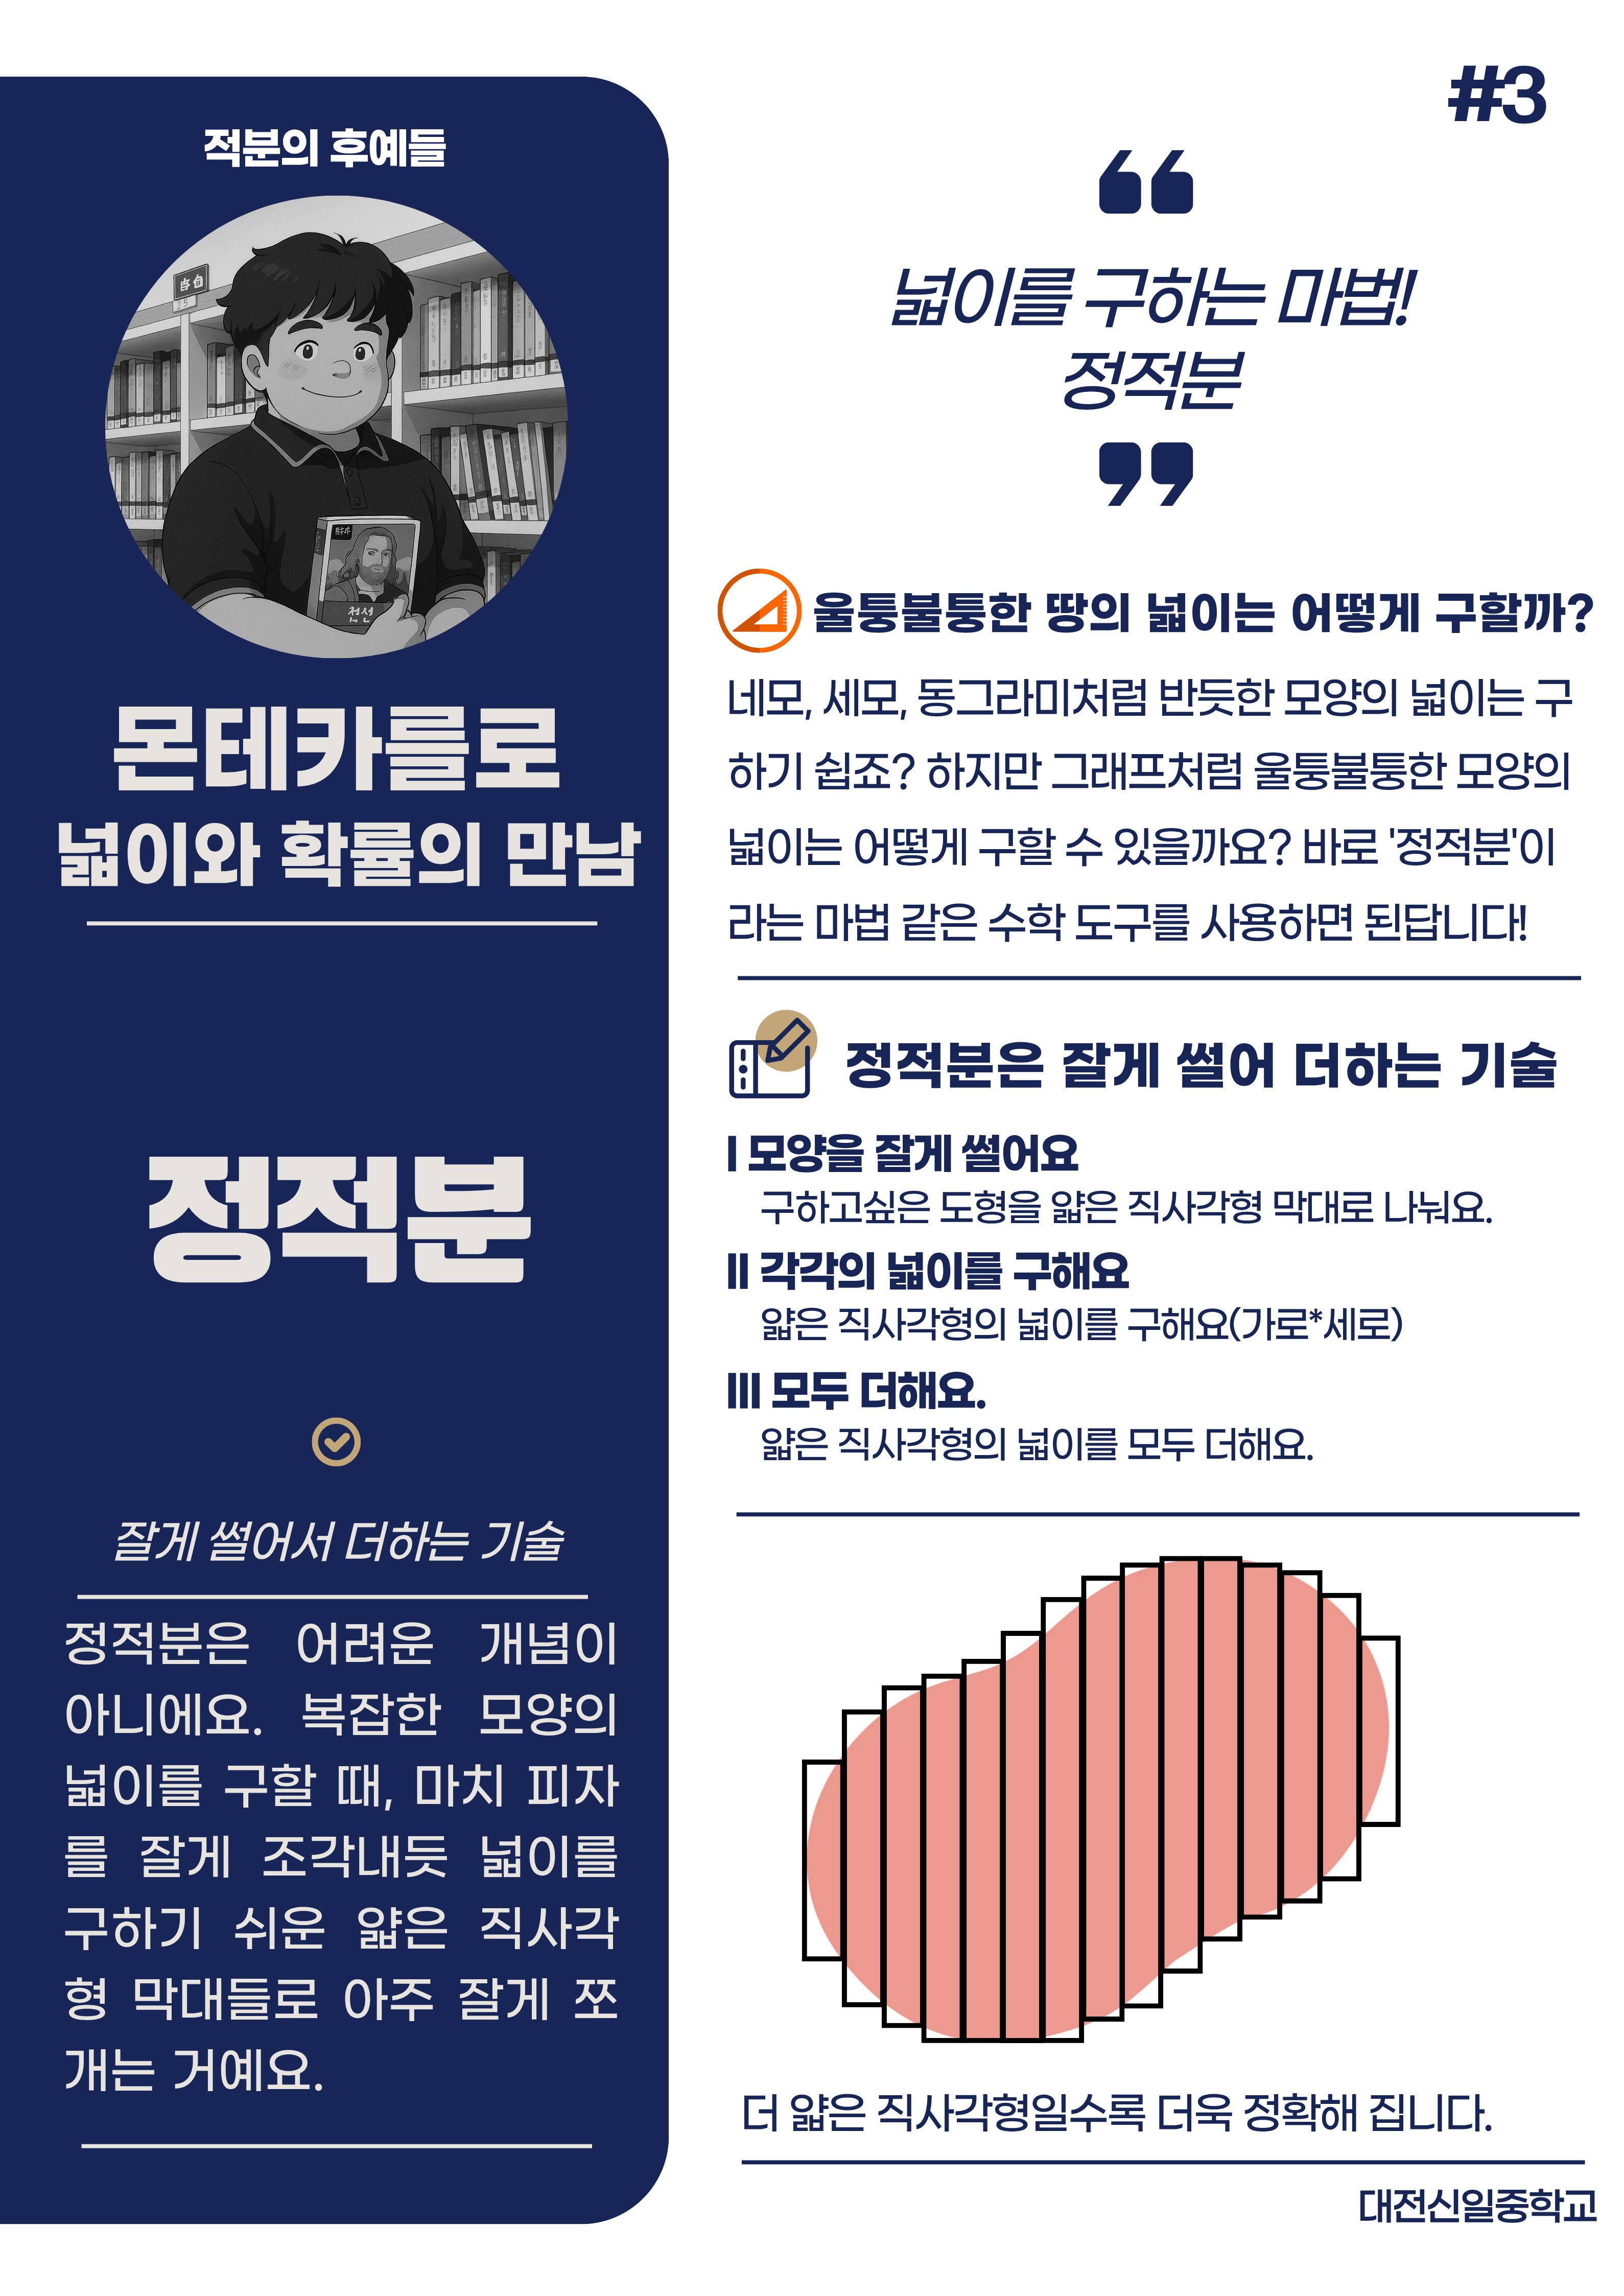 적분의 후예들
몬테카를로
넓이와 확률의 만남
정적분
잘게 썰어서 더하는 기술
정적분은 어려운 개념이
아니에요. 복잡한 모양의
넓이를 구할 때, 마치 피자
를 잘게 조각내듯 넓이를
구하기 쉬운 얇은 직사각
형 막대들로 아주 잘게 쪼
개는 거예요.
#3
“
넓이를 구하는 마법!
정적분
”
울퉁불퉁한 땅의 넓이는 어떻게 구할까?
네모, 세모, 동그라미처럼 반듯한 모양의 넓이는 구
하기 쉽죠? 하지만 그래프처럼 울퉁불퉁한 모양의
넓이는 어떻게 구할 수 있을까요? 바로 '정적분'이
라는 마법 같은 수학 도구를 사용하면 된답니다!
정적분은 잘게 썰어 더하는 기술
I 모양을 잘게 썰어요
구하고싶은 도형을 얇은 직사각형 막대로 나눠요.
II 각각의 넓이를 구해요
얇은 직사각형의 넓이를 구해요(가로*세로)
III 모두 더해요.
얇은 직사각형의 넓이를 모두 더해요.
더 얇은 직사각형일수록 더욱 정확해 집니다.
대전신일중학교